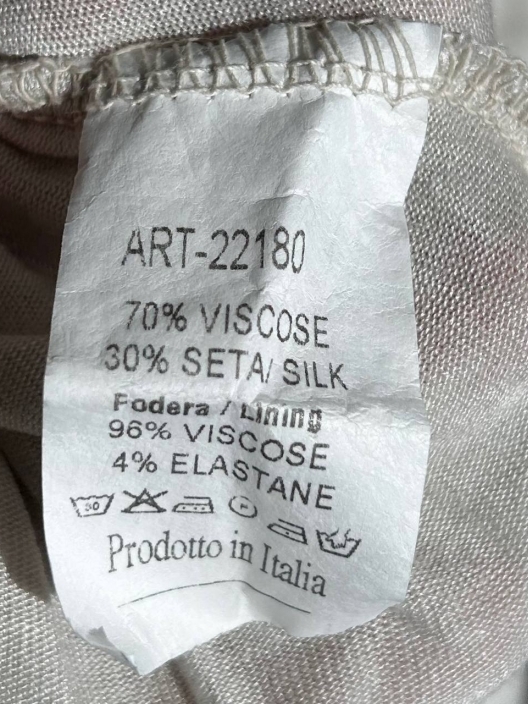 ART-22180
70% VISCOSE
30% SETA/ SILK
Fodera / Lining
96% VISCOSE
4% ELASTANE
30 P
Prodotto in Italia